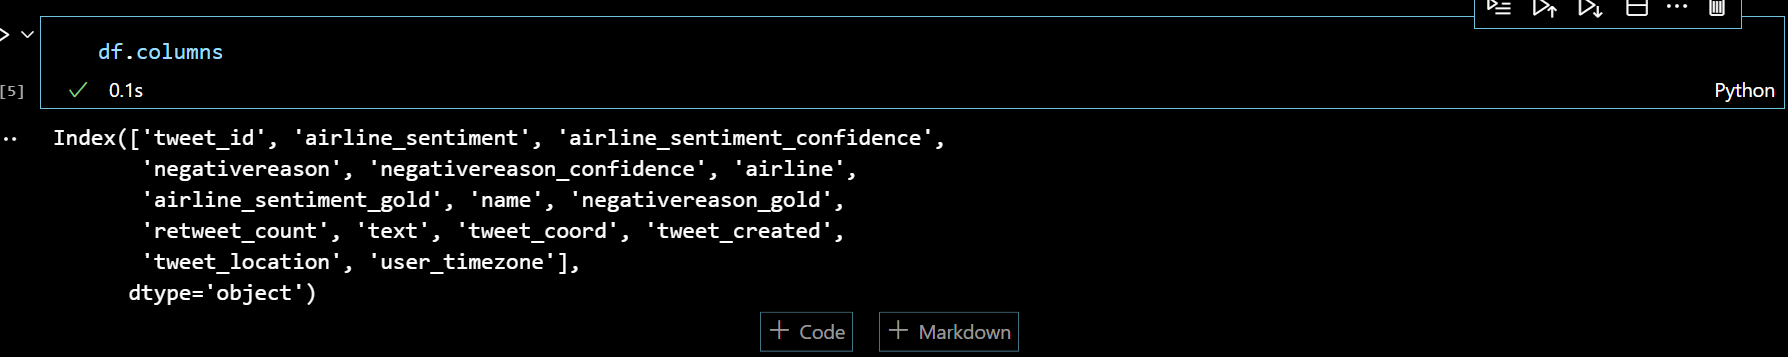 df.columns
[5]
0.1s
Python
Index(['tweet_id', 'airline_sentiment', 'airline_sentiment_confidence',
'negativereason', 'negativereason_confidence', 'airline',
'airline_sentiment_gold', 'name', 'negativereason_gold',
'retweet_count', 'text', 'tweet_coord', 'tweet_created',
'tweet_location', 'user_timezone'],
dtype='object')
+ Code
+ Markdown